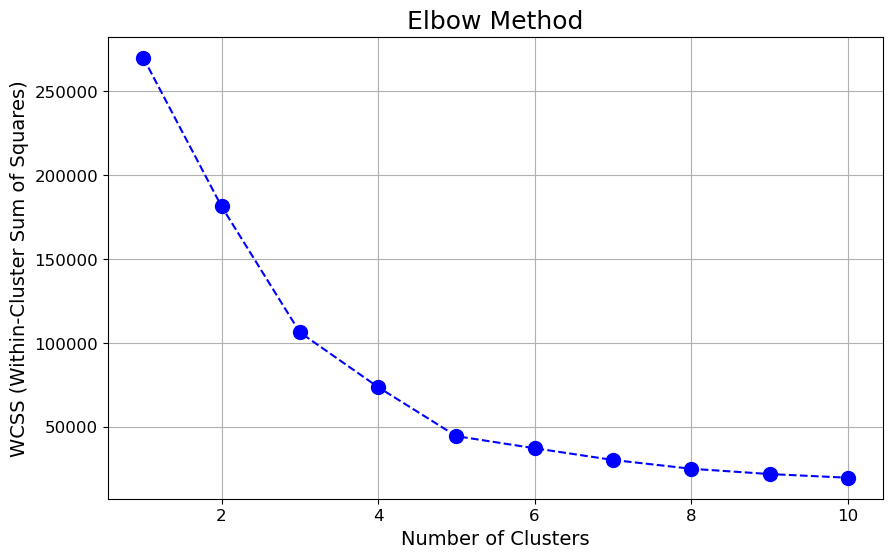 Elbow Method
WCSS (Within-Cluster Sum of Squares)
250000
200000
150000
100000
50000
2 4 6 8 10
Number of Clusters